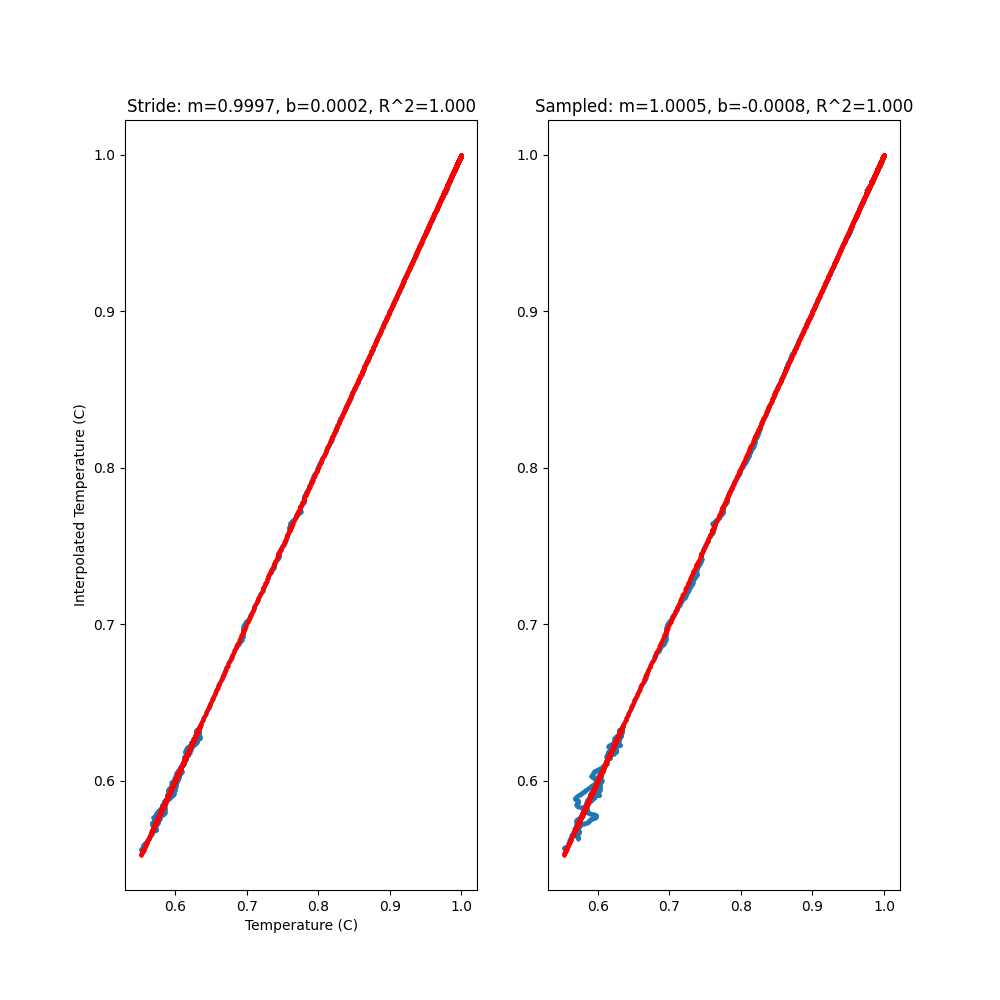 Stride: m=0.9997, b=0.0002, R^2=1.000
Sampled: m=1.0005, b=-0.0008, R^2=1.000
Interpolated Temperature (C)
1.0
0.9
0.8
0.7
0.6
0.6 0.7 0.8 0.9 1.0
Temperature (C)
1.0
0.9
0.8
0.7
0.6
0.6 0.7 0.8 0.9 1.0